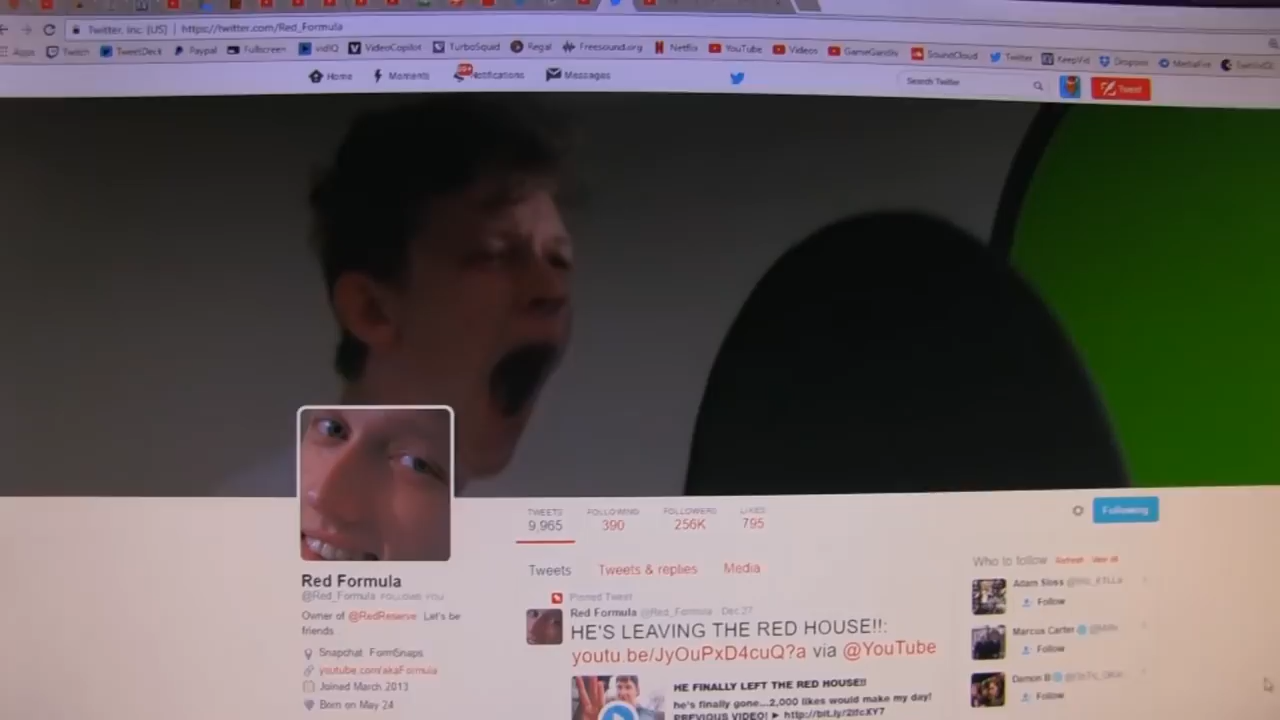 Twitter, Inc. [US] | https://twitter.com/Red_Formula
Apps Twitch TweetDeck Paypal Fullscreen vidIQ VideoCopilot TurboSquid Regal Freesound.org Netflix YouTube Videos GameGandhi SoundCloud Twitter KeepVid Dropbox MediaFire
Home Moments Notifications Messages Search Twitter Tweet
TWEETS FOLLOWING FOLLOWERS LIKES
9,965 390 256K 795
Following
Tweets Tweets & replies Media
Who to follow Refresh View all
Red Formula
@Red_Formula FOLLOWS YOU
Owner of @RedReserve Let's be
friends
Snapchat FormSnaps
youtube.com/akaFormula
Joined March 2013
Born on May 24
Pinned Tweet
Red Formula @Red_Formula Dec 27
HE'S LEAVING THE RED HOUSE!!:
youtu.be/JyOuPxD4cuQ?a via @YouTube
HE FINALLY LEFT THE RED HOUSE!!
he's finally gone...2,000 likes would make my day!
PREVIOUS VIDEO! ► http://bit.ly/2ifcXY7
Adam Sloss
Follow
Marcus Carter
Follow
Damon B
Follow